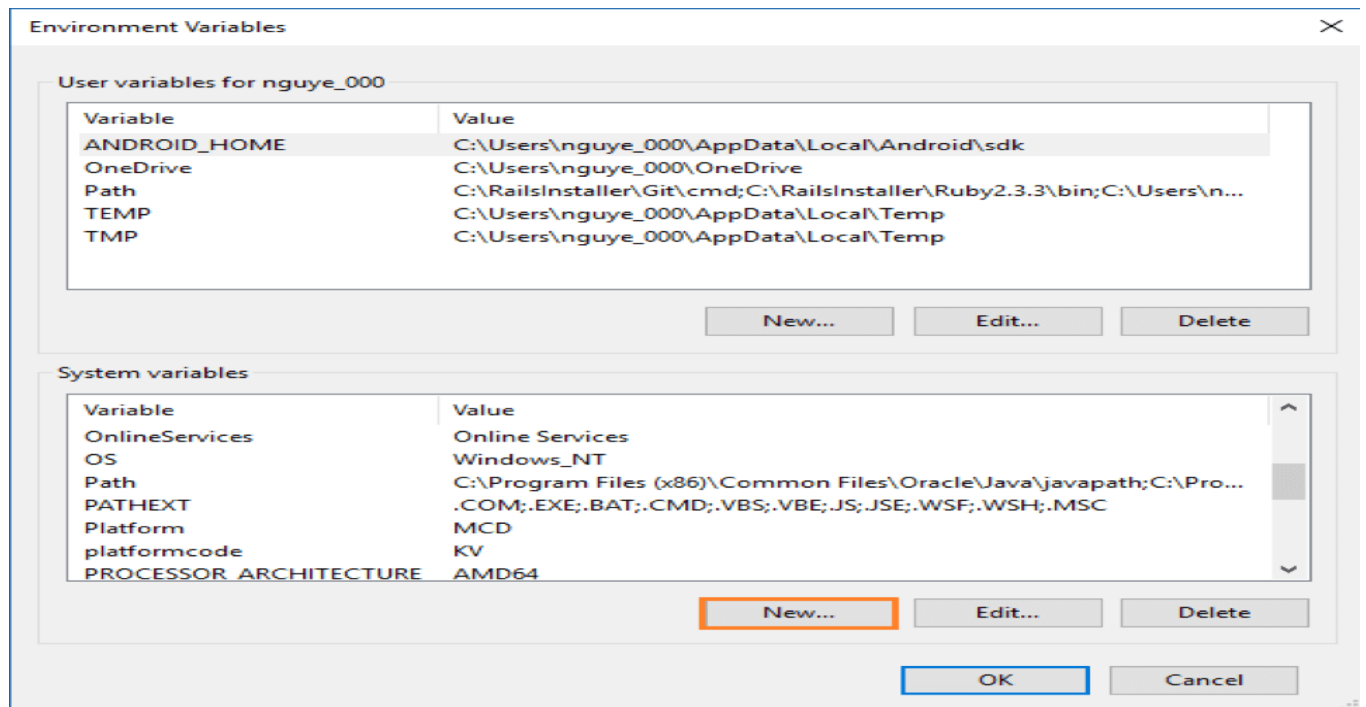 Environment Variables
User variables for nguye_000
Variable Value
ANDROID_HOME C:\Users\nguye_000\AppData\Local\Android\sdk
OneDrive C:\Users\nguye_000\OneDrive
Path C:\RailsInstaller\Git\cmd;C:\RailsInstaller\Ruby2.3.3\bin;C:\Users\n...
TEMP C:\Users\nguye_000\AppData\Local\Temp
TMP C:\Users\nguye_000\AppData\Local\Temp
New... Edit... Delete
System variables
Variable Value
OnlineServices Online Services
OS Windows_NT
Path C:\Program Files (x86)\Common Files\Oracle\Java\javapath;C:\Pro...
PATHEXT .COM;.EXE;.BAT;.CMD;.VBS;.VBE;.JS;.JSE;.WSF;.WSH;.MSC
Platform MCD
platformcode KV
PROCESSOR_ARCHITECTURE AMD64
New... Edit... Delete
OK Cancel